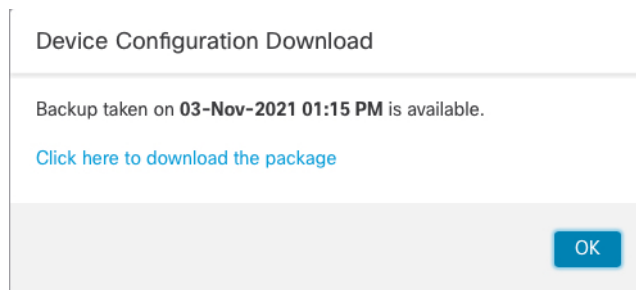 Device Configuration Download
Backup taken on 03-Nov-2021 01:15 PM is available.
Click here to download the package
OK